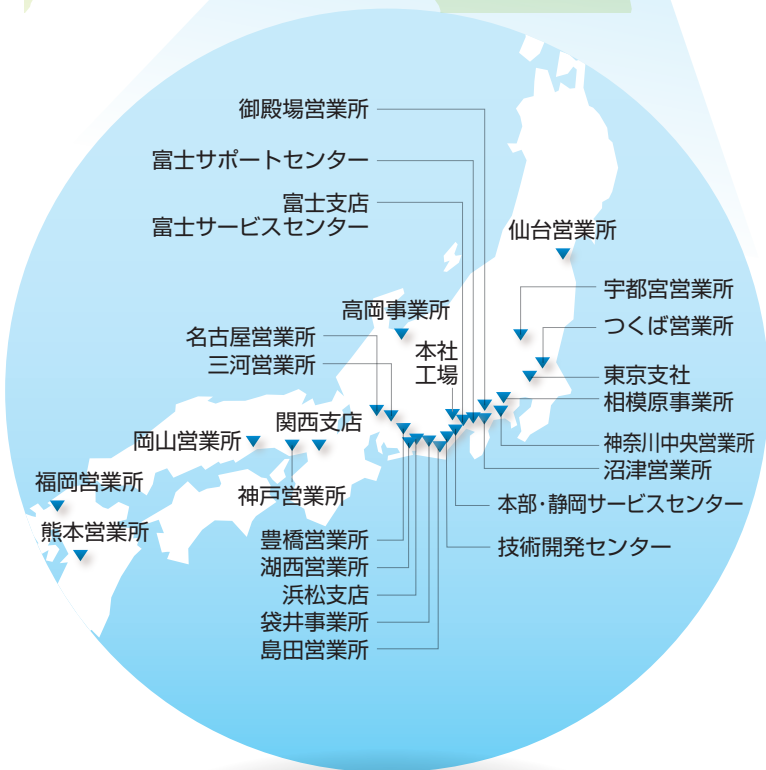 御殿場営業所
富士サポートセンター
富士支店
富士サービスセンター
仙台営業所
宇都宮営業所
高岡事業所
つくば営業所
名古屋営業所
本社
工場
三河営業所
東京支社
相模原事業所
関西支店
岡山営業所
神奈川中央営業所
沼津営業所
福岡営業所
神戸営業所
本部・静岡サービスセンター
熊本営業所
豊橋営業所
技術開発センター
湖西営業所
浜松支店
袋井事業所
島田営業所